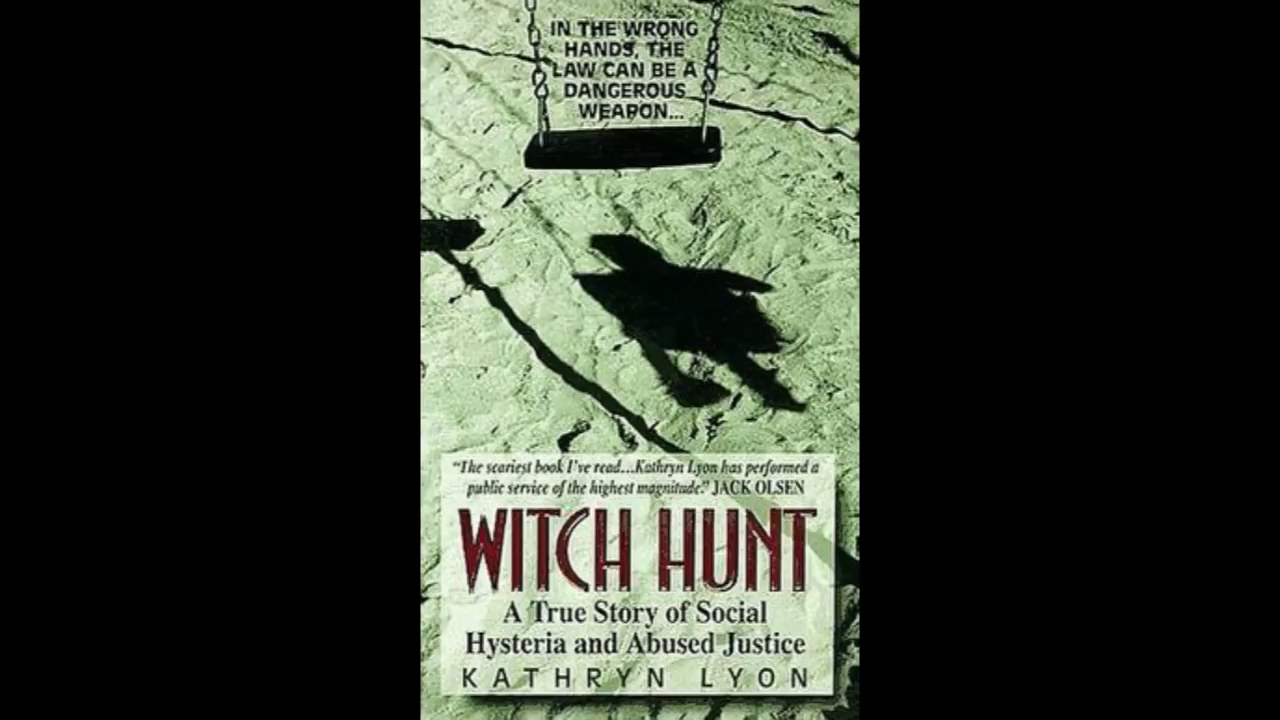 IN THE WRONG
HANDS, THE
LAW CAN BE A
DANGEROUS
WEAPON...
“The scariest book I’ve read...Kathryn Lyon has performed a
public service of the highest magnitude.” JACK OLSEN
WITCH HUNT
A True Story of Social
Hysteria and Abused Justice
KATHRYN LYON